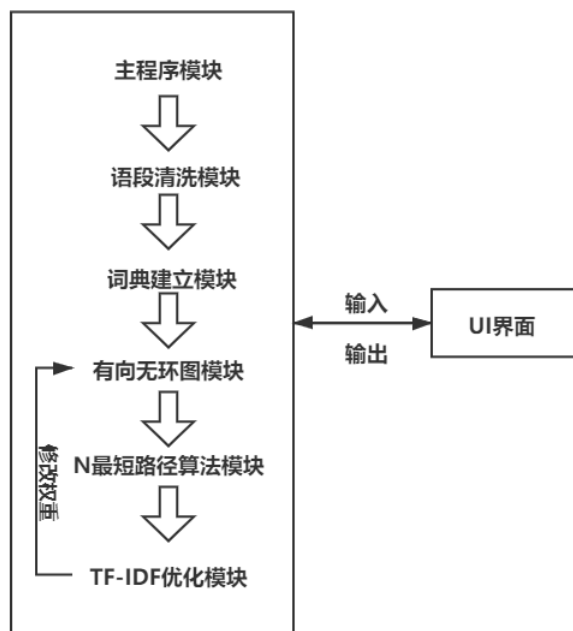 主程序模块
语段清洗模块
词典建立模块
有向无环图模块
N最短路径算法模块
TF-IDF优化模块
修改权重
输入
输出
UI界面